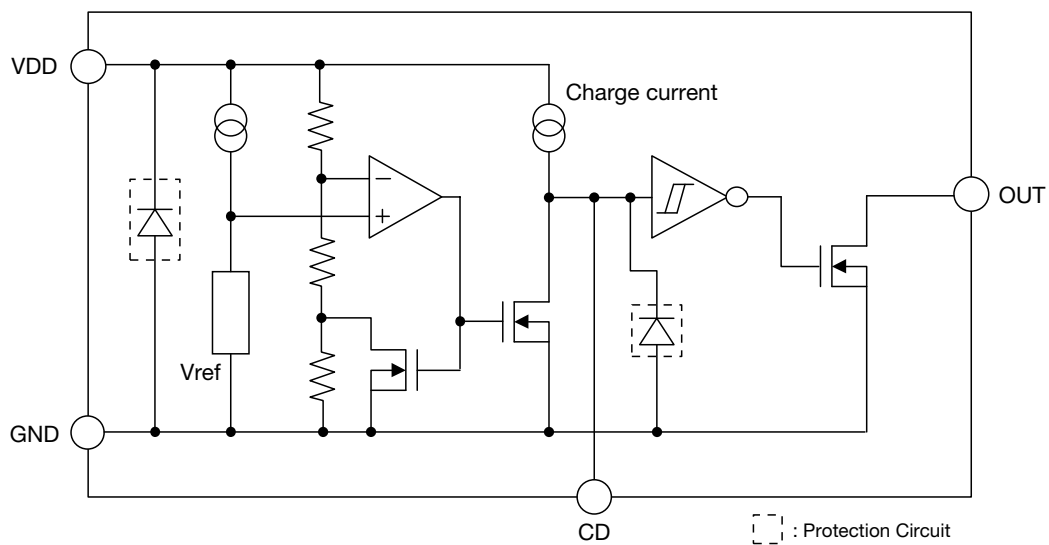 VDD
Charge current
−
+
OUT
Vref
GND
CD
: Protection Circuit